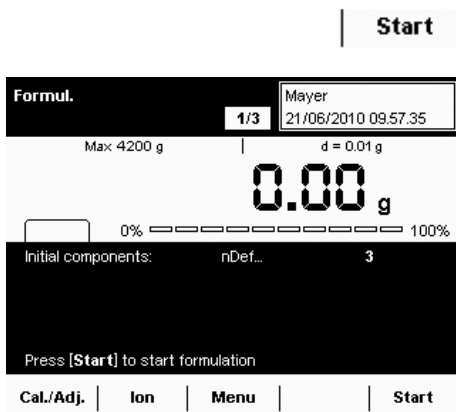 Start
Formul.
1/3
Mayer
21/06/2010 09.57.35
Max 4200 g
d = 0.01 g
0.00 g
0%
100%
Initial components: nDef... 3
Press [Start] to start formulation
Cal./Adj. Ion Menu Start